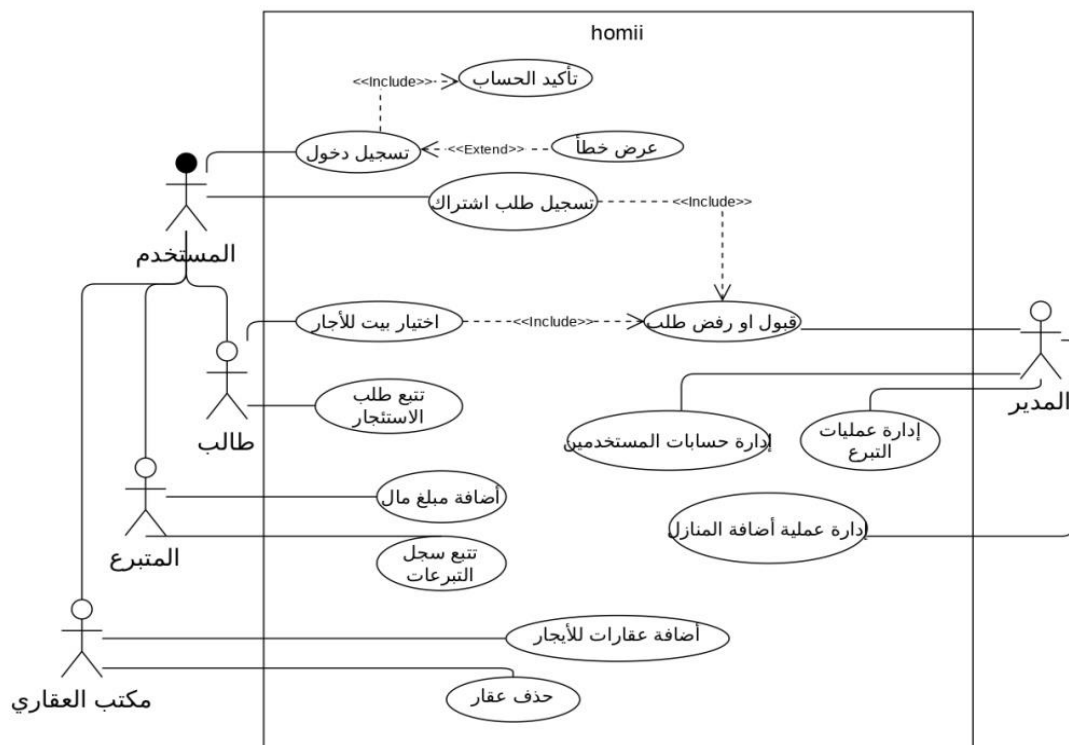 homii
<<Include>>
تأكيد الحساب
تسجيل دخول
<<Extend>>
عرض خطأ
المستخدم
تسجيل طلب اشتراك
<<Include>>
اختيار بيت للأجار
<<Include>>
قبول او رفض طلب
المدير
طالب
تتبع طلب
الاستئجار
إدارة حسابات المستخدمين
إدارة عمليات
التبرع
المتبرع
أضافة مبلغ مال
إدارة عملية أضافة المنازل
تتبع سجل
التبرعات
أضافة عقارات للأيجار
مكتب العقاري
حذف عقار